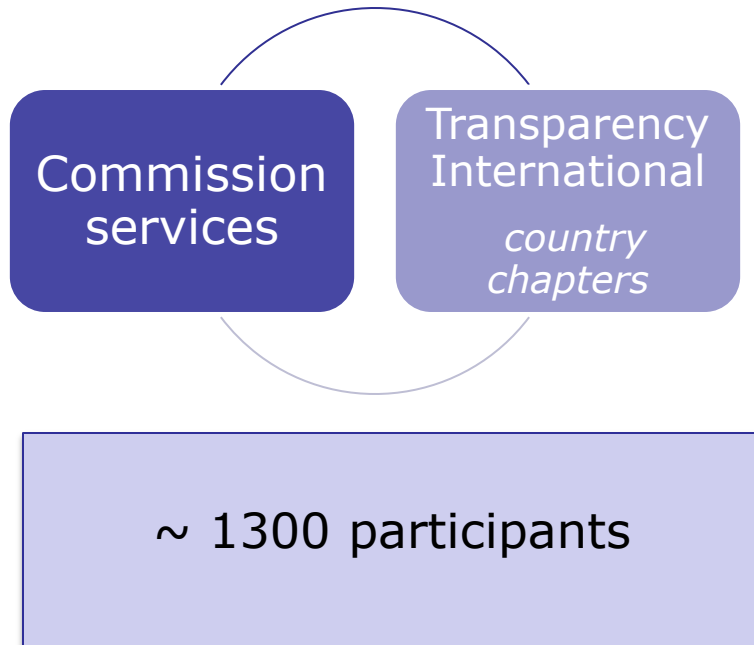 Commission
services
Transparency
International
country
chapters
~ 1300 participants